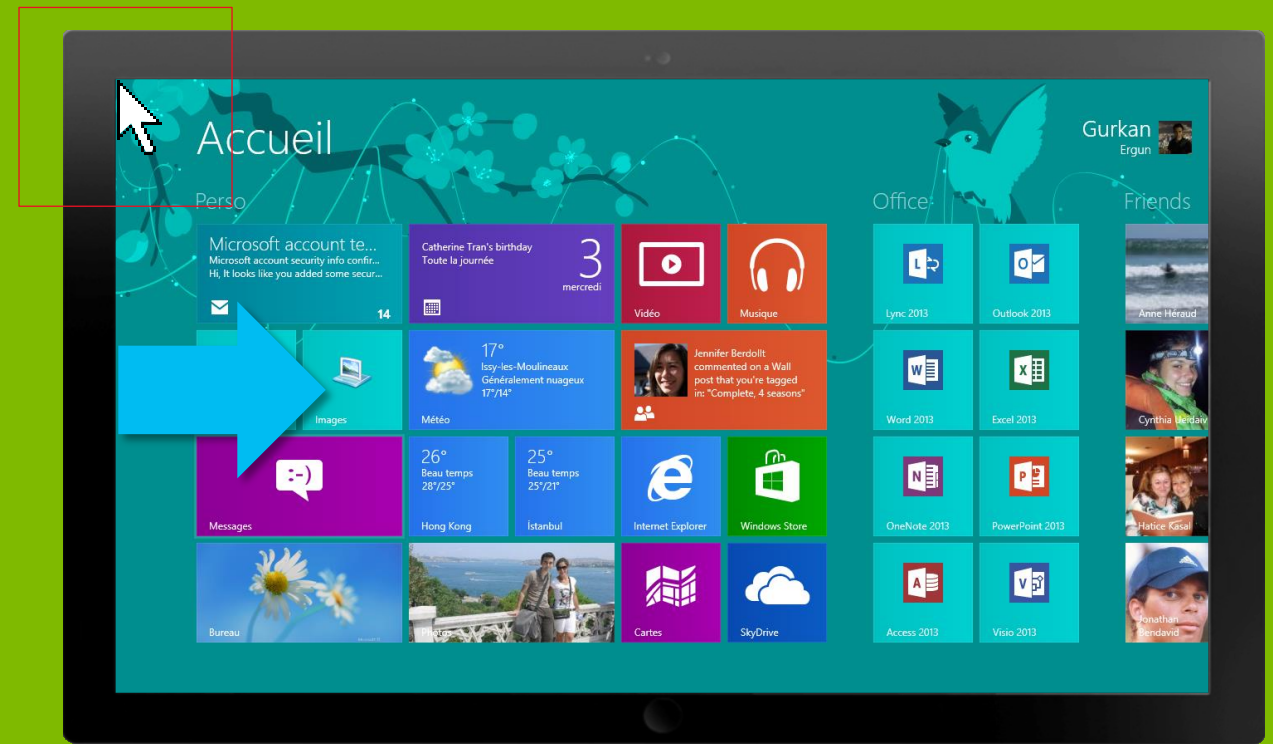 Accueil
Gurkan
Ergun
Perso
Office
Friends
Microsoft account te...
Microsoft account security info confir...
Hi, It looks like you added some secur...
14
Catherine Tran's birthday
Toute la journée
3
mercredi
Vidéo
Musique
Lync 2013
Outlook 2013
Anne Heraud
Images
17°
Issy-les-Moulineaux
Généralement nuageux
17°/14°
Météo
Jennifer Berdollt
commented on a Wall
post that you're tagged
in: "Complete, 4 seasons"
Word 2013
Excel 2013
Cynthia
:-)
Messages
26°
Beau temps
28°/25°
Hong Kong
25°
Beau temps
25°/21°
İstanbul
Internet Explorer
Windows Store
OneNote 2013
PowerPoint 2013
Hatice Kasal
Bureau
Photos
Cartes
SkyDrive
Access 2013
Visio 2013
Jonathan
Bendavid